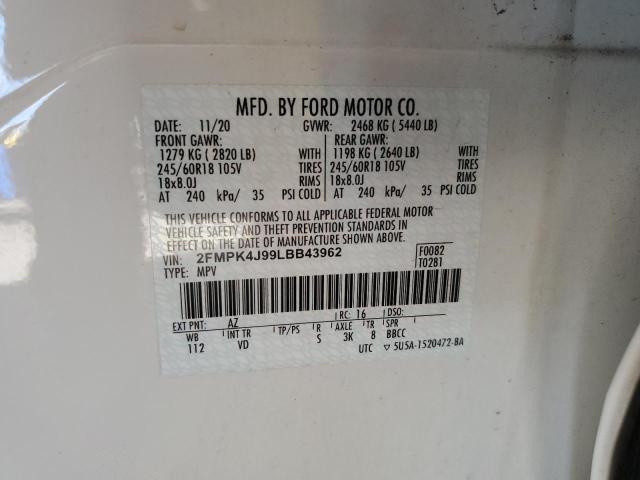 MFD. BY FORD MOTOR CO.
DATE: 11/20 GVWR: 2468 KG ( 5440 LB)
FRONT GAWR: REAR GAWR:
1279 KG ( 2820 LB) WITH 1198 KG ( 2640 LB) WITH
245/60R18 105V TIRES 245/60R18 105V TIRES
18x8.0J RIMS 18x8.0J RIMS
AT 240 kPa/ 35 PSI COLD AT 240 kPa/ 35 PSI COLD
THIS VEHICLE CONFORMS TO ALL APPLICABLE FEDERAL MOTOR
VEHICLE SAFETY AND THEFT PREVENTION STANDARDS IN
EFFECT ON THE DATE OF MANUFACTURE SHOWN ABOVE.
VIN: 2FMPK4J99LBB43962 F0082
TYPE: MPV T0281
EXT PNT: AZ RC: 16 DSO:
WB INT TR TP/PS R AXLE TR SPR
112 VD S 3K 8 BBCC
UTC ▽ 5U5A-1520472-BA